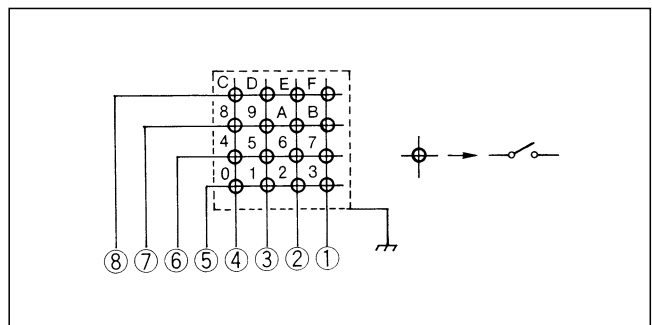 C D E F
8 9 A B
4 5 6 7
0 1 2 3
⑧ ⑦ ⑥ ⑤ ④ ③ ② ①